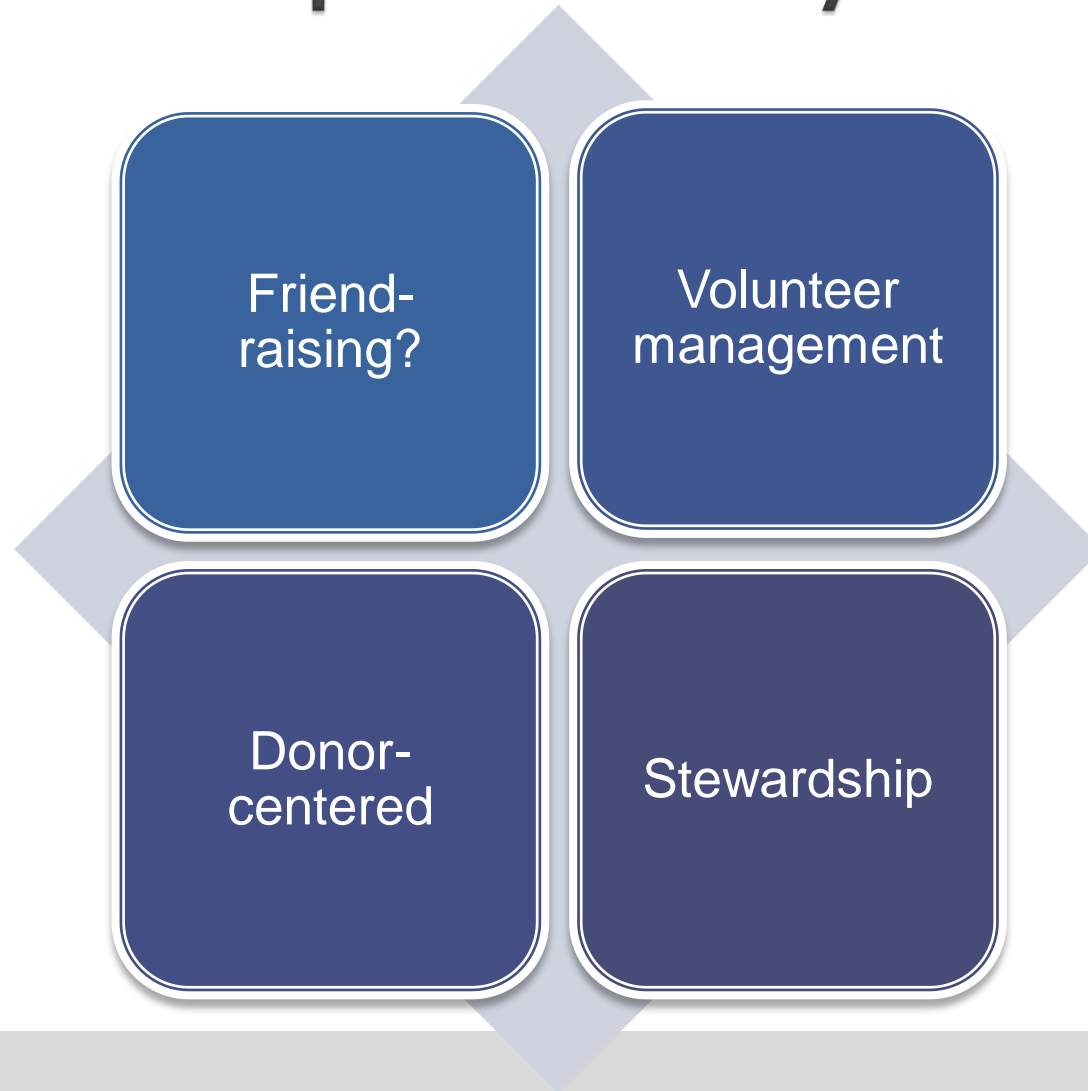 Friend-
raising?
Volunteer
management
Donor-
centered
Stewardship